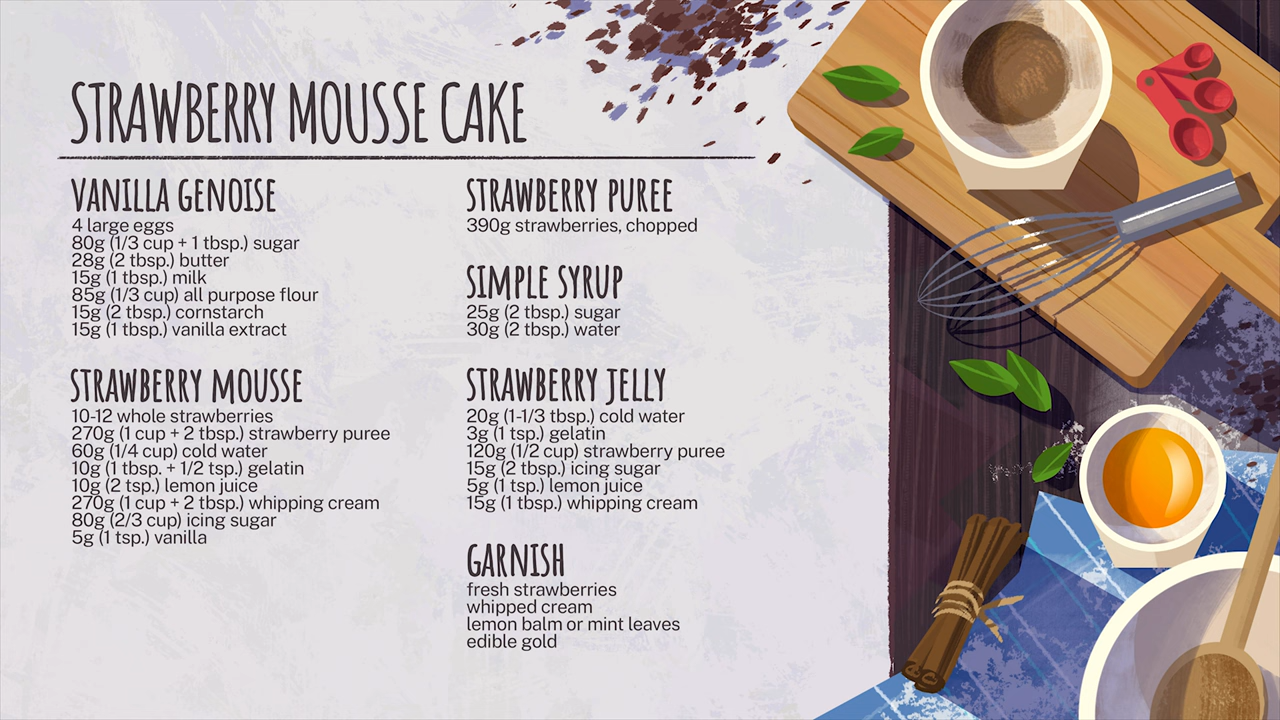 STRAWBERRY MOUSSE CAKE
VANILLA GENOISE
4 large eggs
80g (1/3 cup + 1 tbsp.) sugar
28g (2 tbsp.) butter
15g (1 tbsp.) milk
85g (1/3 cup) all purpose flour
15g (2 tbsp.) cornstarch
15g (1 tbsp.) vanilla extract
STRAWBERRY MOUSSE
10-12 whole strawberries
270g (1 cup + 2 tbsp.) strawberry puree
60g (1/4 cup) cold water
10g (1 tbsp. + 1/2 tsp.) gelatin
10g (2 tsp.) lemon juice
270g (1 cup + 2 tbsp.) whipping cream
80g (2/3 cup) icing sugar
5g (1 tsp.) vanilla
STRAWBERRY PUREE
390g strawberries, chopped
SIMPLE SYRUP
25g (2 tbsp.) sugar
30g (2 tbsp.) water
STRAWBERRY JELLY
20g (1-1/3 tbsp.) cold water
3g (1 tsp.) gelatin
120g (1/2 cup) strawberry puree
15g (2 tbsp.) icing sugar
5g (1 tsp.) lemon juice
15g (1 tbsp.) whipping cream
GARNISH
fresh strawberries
whipped cream
lemon balm or mint leaves
edible gold